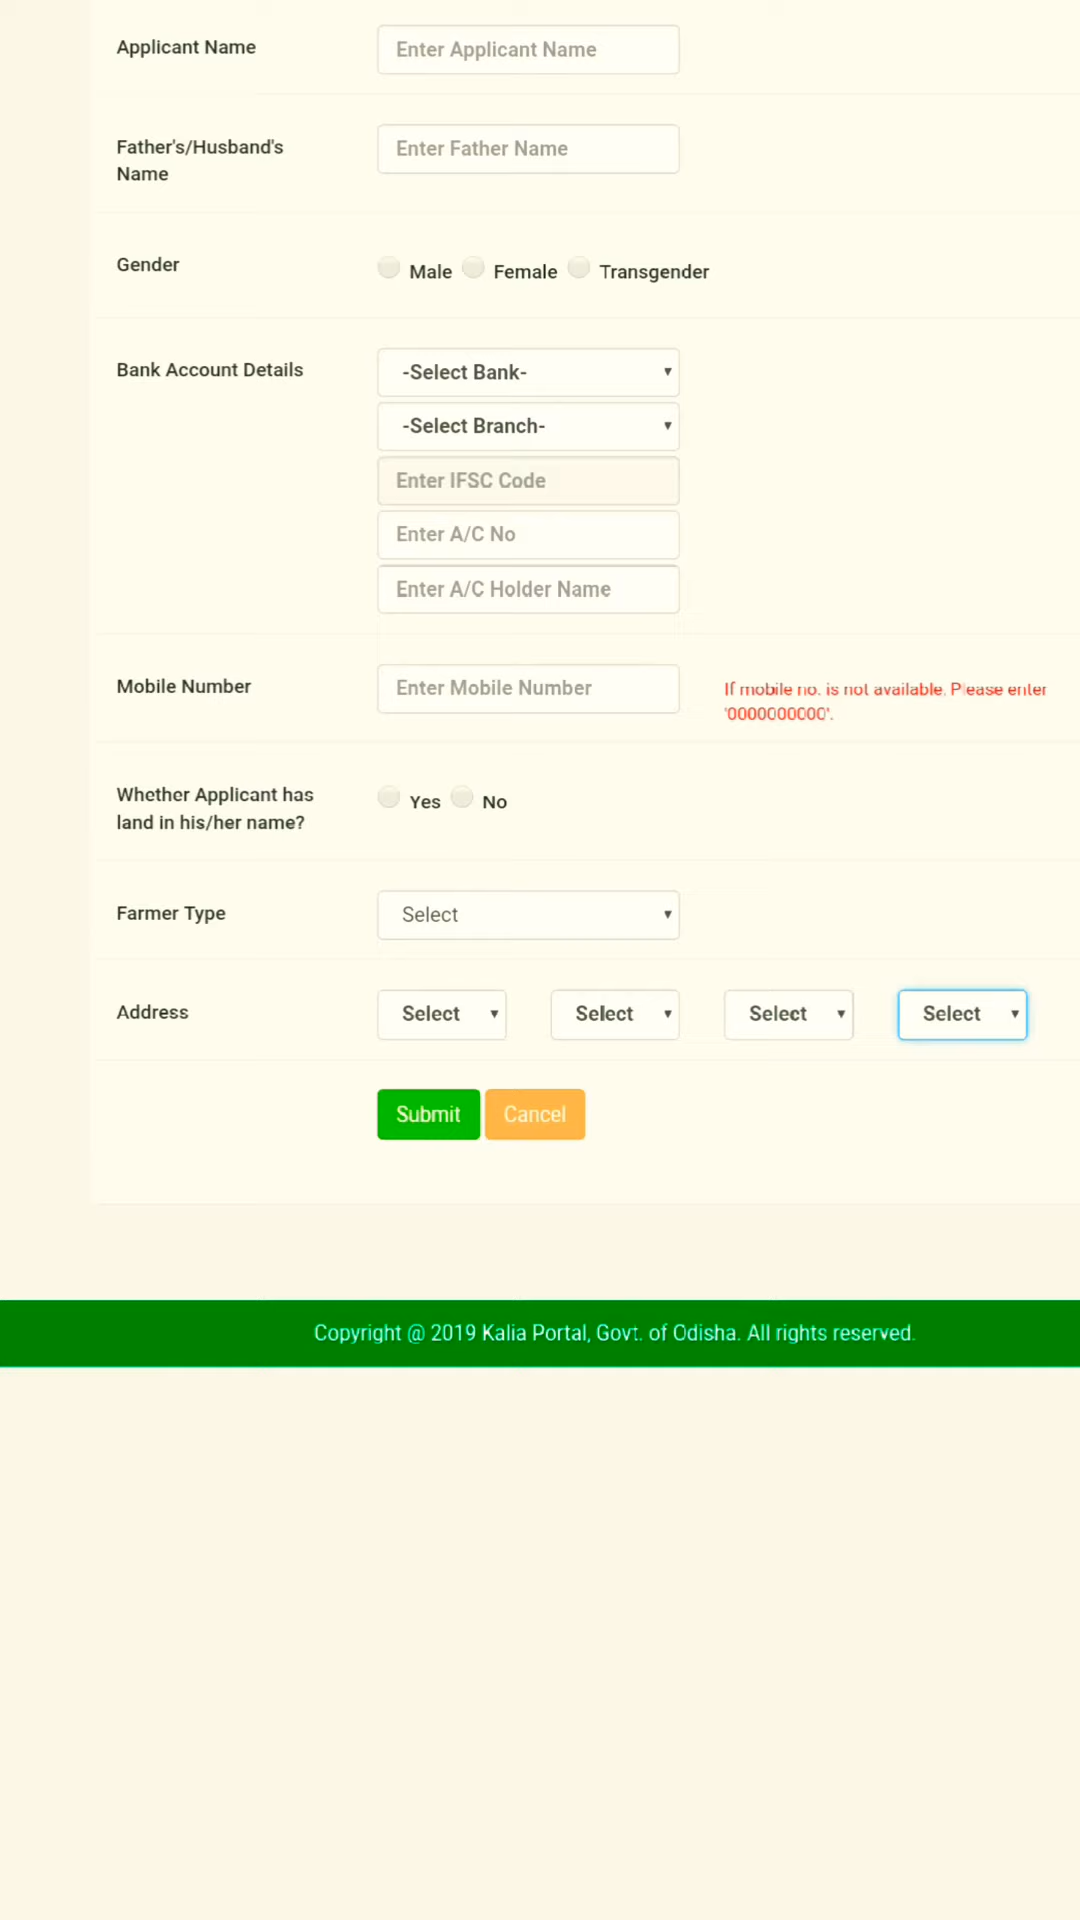 Applicant Name
Enter Applicant Name
Father's/Husband's
Name
Enter Father Name
Gender
Male Female Transgender
Bank Account Details
-Select Bank-
-Select Branch-
Enter IFSC Code
Enter A/C No
Enter A/C Holder Name
Mobile Number
Enter Mobile Number
If mobile no. is not available. Please enter
'0000000000'.
Whether Applicant has
land in his/her name?
Yes No
Farmer Type
Select
Address
Select Select Select Select
Submit Cancel
Copyright @ 2019 Kalia Portal, Govt. of Odisha. All rights reserved.